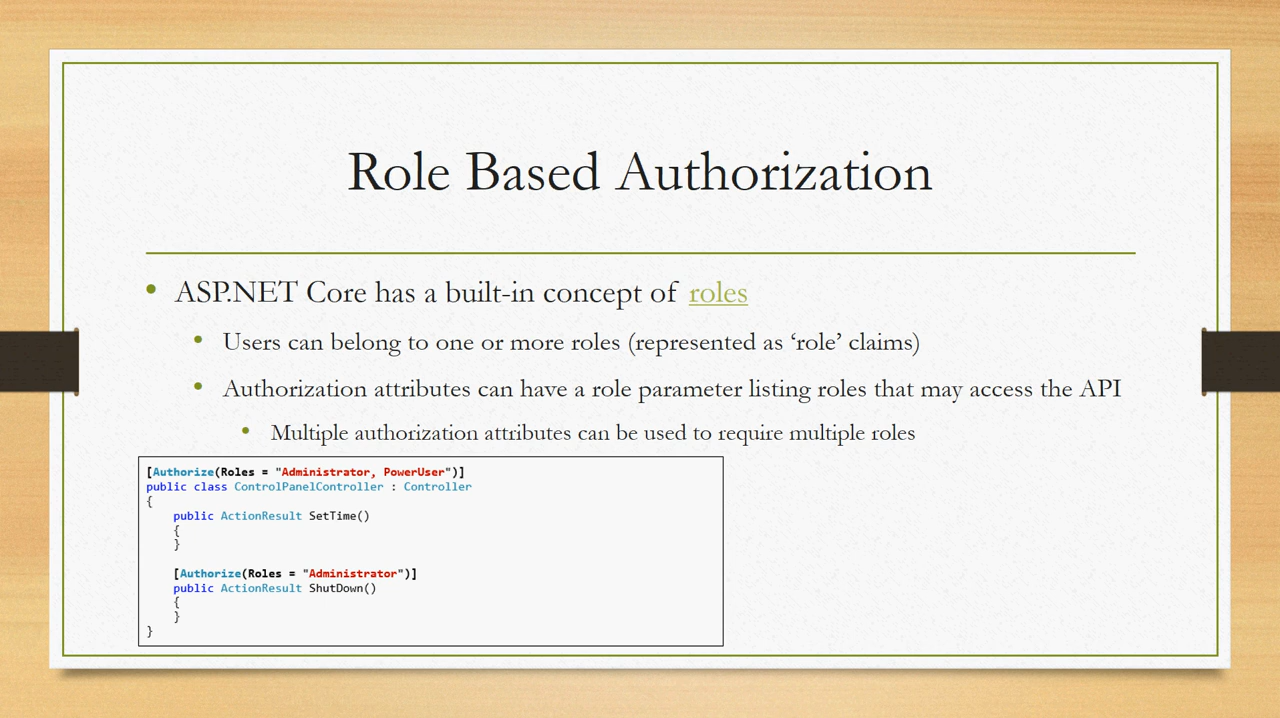 Role Based Authorization
• ASP.NET Core has a built-in concept of roles
• Users can belong to one or more roles (represented as ‘role’ claims)
• Authorization attributes can have a role parameter listing roles that may access the API
• Multiple authorization attributes can be used to require multiple roles
[Authorize(Roles = "Administrator, PowerUser")]
public class ControlPanelController : Controller
{
    public ActionResult SetTime()
    {
    }
    [Authorize(Roles = "Administrator")]
    public ActionResult ShutDown()
    {
    }
}